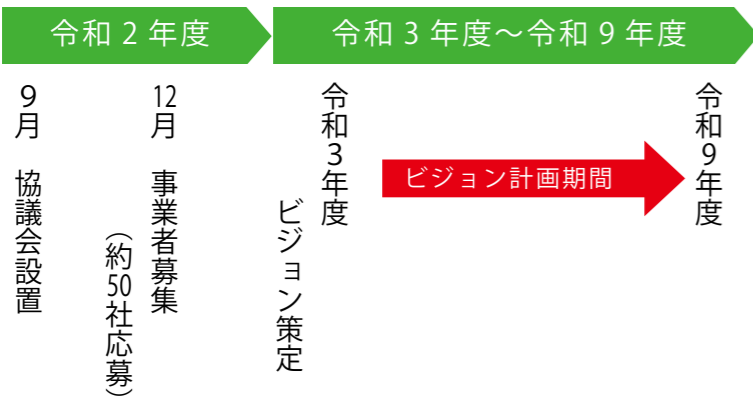 令和２年度
令和３年度～令和９年度
９月　協議会設置
12月　事業者募集
（約50社応募）
令和３年度
ビジョン策定
ビジョン計画期間
令和９年度